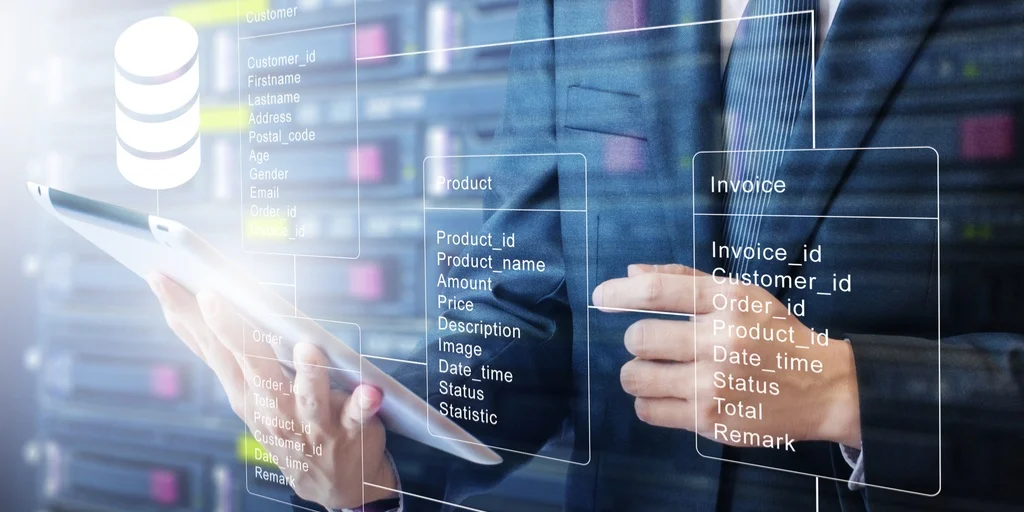 Customer
Customer_id
Firstname
Lastname
Address
Postal_code
Age
Gender
Email
Order_id
Invoice_id
Order
Order_id
Total
Product_id
Customer_id
Date_time
Remark
Product
Product_id
Product_name
Amount
Price
Description
Image
Date_time
Status
Statistic
Invoice
Invoice_id
Customer_id
Order_id
Product_id
Date_time
Status
Total
Remark